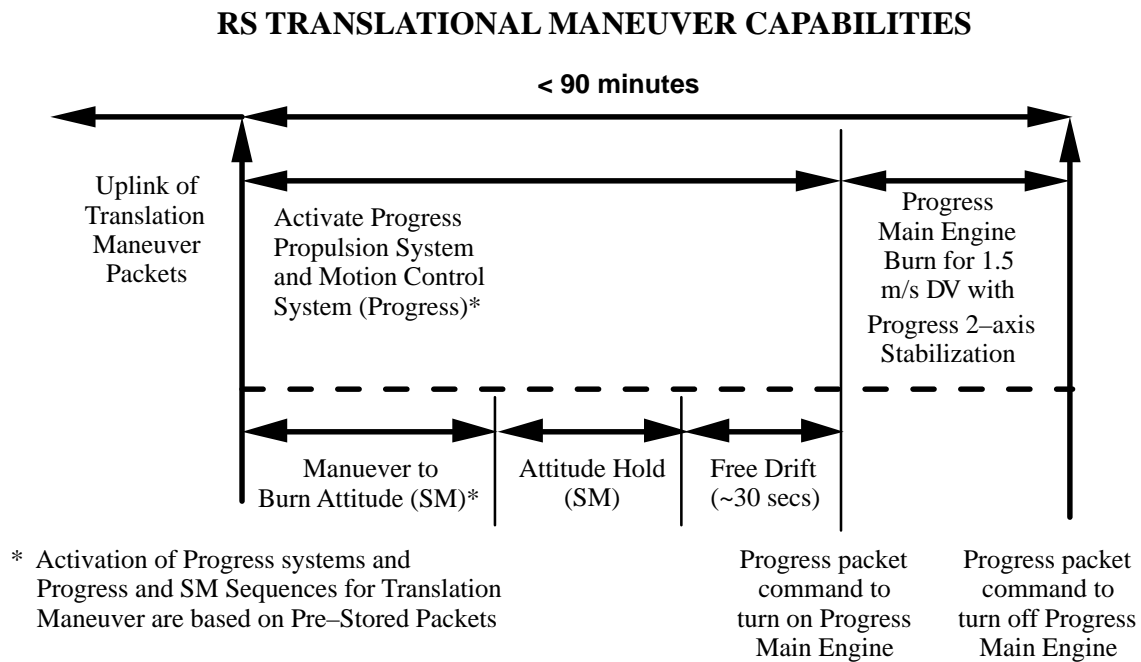 RS TRANSLATIONAL MANEUVER CAPABILITIES
< 90 minutes
Uplink of
Translation
Maneuver
Packets
Activate Progress
Propulsion System
and Motion Control
System (Progress)*
Progress
Main Engine
Burn for 1.5
m/s DV with
Progress 2–axis
Stabilization
Manuever to
Burn Attitude (SM)*
Attitude Hold
(SM)
Free Drift
(~30 secs)
* Activation of Progress systems and
Progress and SM Sequences for Translation
Maneuver are based on Pre–Stored Packets
Progress packet
command to
turn on Progress
Main Engine
Progress packet
command to
turn off Progress
Main Engine